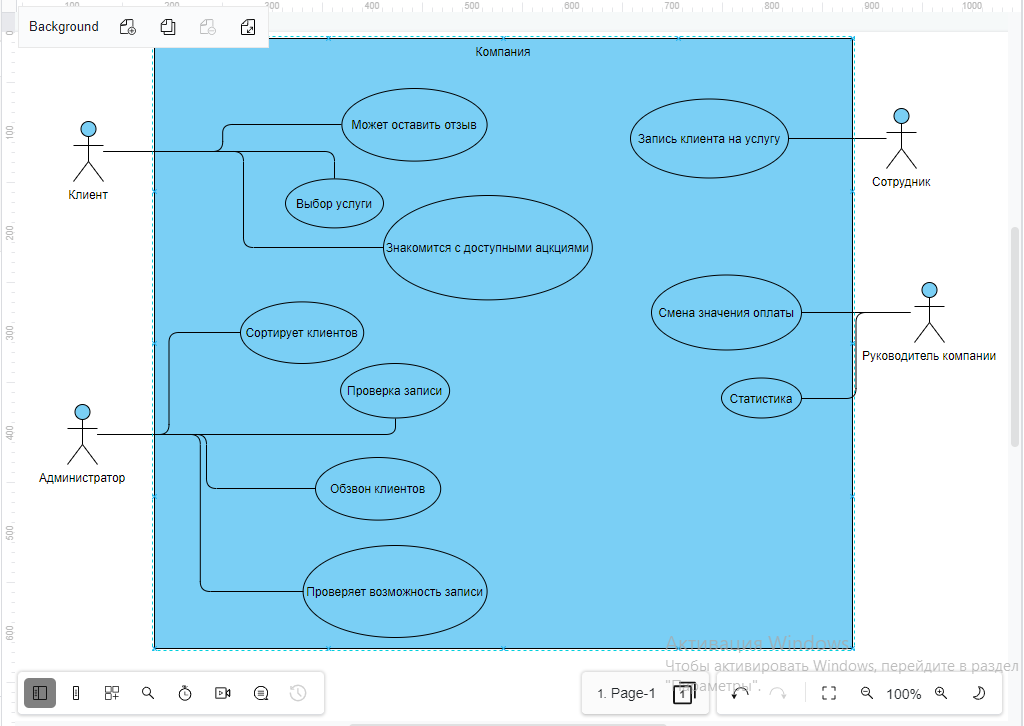 100 200 300 400 500 600 700 800 900 1000
Background
Компания
0
100
Может оставить отзыв
Запись клиента на услугу
Клиент
Сотрудник
Выбор услуги
200
Знакомится с доступными ацкциями
300
Сортирует клиентов
Смена значения оплаты
Руководитель компании
Проверка записи
Статистика
400
Администратор
Обзвон клиентов
500
Проверяет возможность записи
600
Активация Windows
Чтобы активировать Windows, перейдите в раздел
"Параметры".
1. Page-1
1
100%